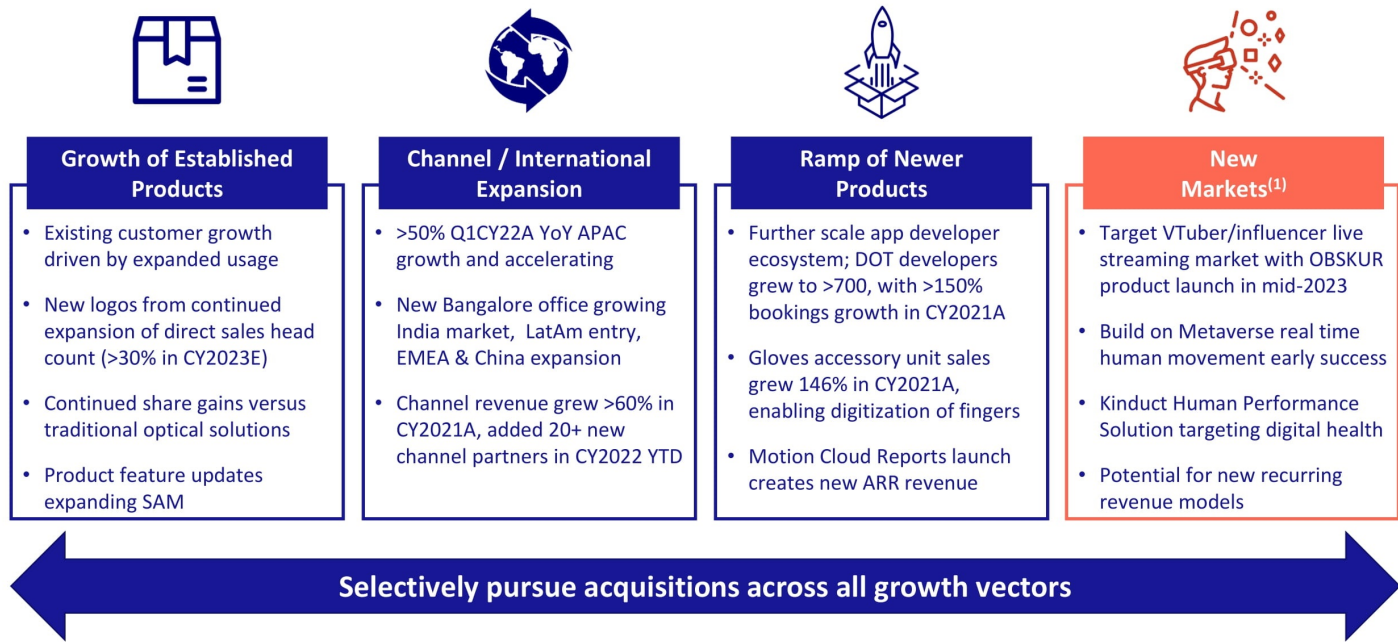 Growth of Established
Products
• Existing customer growth
driven by expanded usage
• New logos from continued
expansion of direct sales head
count (>30% in CY2023E)
• Continued share gains versus
traditional optical solutions
• Product feature updates
expanding SAM
Channel / International
Expansion
• >50% Q1CY22A YoY APAC
growth and accelerating
• New Bangalore office growing
India market, LatAm entry,
EMEA & China expansion
• Channel revenue grew >60% in
CY2021A, added 20+ new
channel partners in CY2022 YTD
Ramp of Newer
Products
• Further scale app developer
ecosystem; DOT developers
grew to >700, with >150%
bookings growth in CY2021A
• Gloves accessory unit sales
grew 146% in CY2021A,
enabling digitization of fingers
• Motion Cloud Reports launch
creates new ARR revenue
New
Markets(1)
• Target VTuber/influencer live
streaming market with OBSKUR
product launch in mid-2023
• Build on Metaverse real time
human movement early success
• Kinduct Human Performance
Solution targeting digital health
• Potential for new recurring
revenue models
Selectively pursue acquisitions across all growth vectors